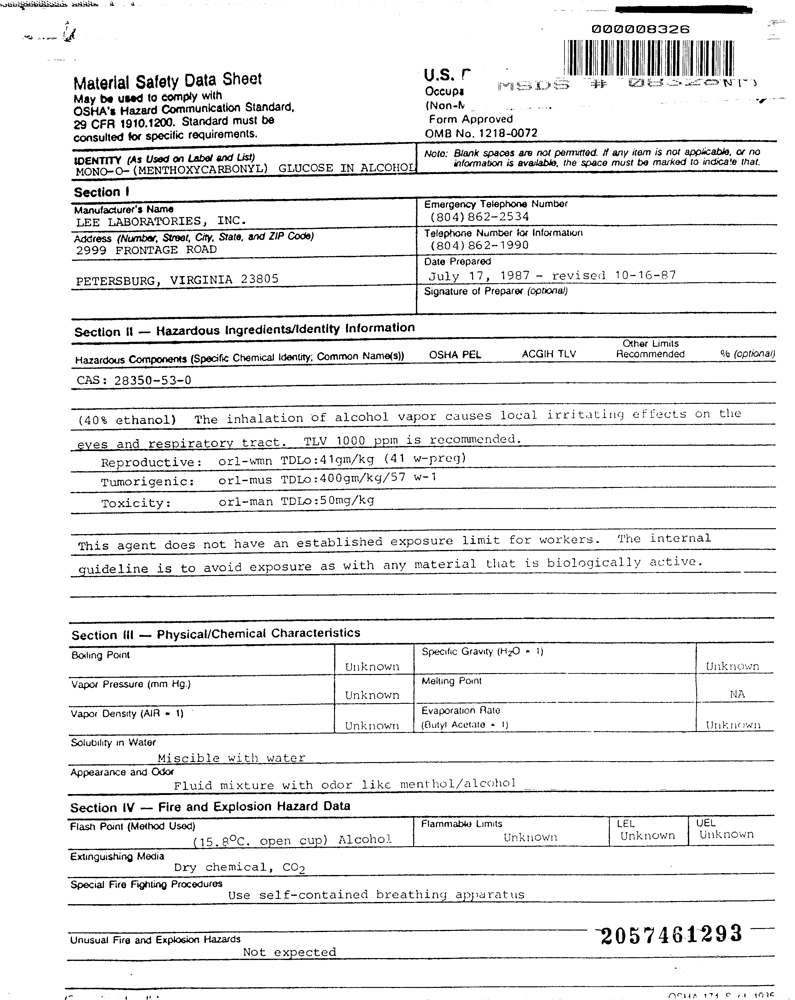 000008326
Material Safety Data Sheet
May be used to comply with
OSHA's Hazard Communication Standard,
29 CFR 1910.1200. Standard must be
consulted for specific requirements.
U.S.
Occupa
(Non-M
MSDS #
Form Approved
OMB No. 1218-0072
IDENTITY (As Used on Label and List)
MONO-O-(MENTHOXYCARBONYL) GLUCOSE IN ALCOHOL
Note: Blank spaces are not permitted. If any item is not applicable, or no
information is available, the space must be marked to indicate that.
Section I
Manufacturer's Name
LEE LABORATORIES, INC.
Emergency Telephone Number
(804)862-2534
Address (Number, Street, City, State, and ZIP Code)
2999 FRONTAGE ROAD
Telephone Number for Information
(804)862-1990
PETERSBURG, VIRGINIA 23805
Date Prepared
July 17, 1987 - revised 10-16-87
Signature of Preparer (optional)
Section II — Hazardous Ingredients/Identity Information
Hazardous Components (Specific Chemical Identity; Common Name(s)) OSHA PEL ACGIH TLV Other Limits Recommended % (optional)
CAS: 28350-53-0
(40% ethanol) The inhalation of alcohol vapor causes local irritating effects on the
eyes and respiratory tract. TLV 1000 ppm is recommended.
Reproductive: orl-wmn TDLo:41gm/kg (41 w-preg)
Tumorigenic: orl-mus TDLo:400gm/kg/57 w-1
Toxicity: orl-man TDLo:50mg/kg
This agent does not have an established exposure limit for workers. The internal
guideline is to avoid exposure as with any material that is biologically active.
Section III — Physical/Chemical Characteristics
Boiling Point Unknown
Specific Gravity (H2O = 1) Unknown
Vapor Pressure (mm Hg.) Unknown
Melting Point NA
Vapor Density (AIR = 1) Unknown
Evaporation Rate
(Butyl Acetate = 1) Unknown
Solubility in Water
Miscible with water
Appearance and Odor
Fluid mixture with odor like menthol/alcohol
Section IV — Fire and Explosion Hazard Data
Flash Point (Method Used)
(15.8°C. open cup) Alcohol
Flammable Limits
Unknown
LEL
Unknown
UEL
Unknown
Extinguishing Media
Dry chemical, CO2
Special Fire Fighting Procedures
Use self-contained breathing apparatus
Unusual Fire and Explosion Hazards
Not expected
2057461293